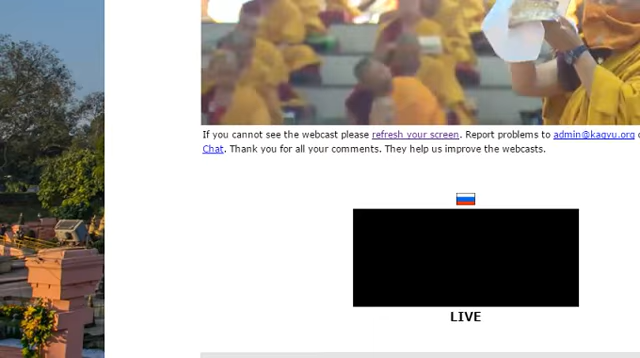 If you cannot see the webcast please refresh your screen. Report problems to admin@kagyu.org
Chat. Thank you for all your comments. They help us improve the webcasts.
LIVE